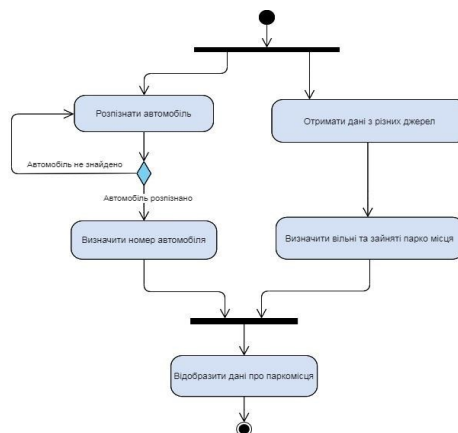 Розпізнати автомобіль
Отримати дані з різних джерел
Автомобіль не знайдено
Автомобіль розпізнано
Визначити номер автомобіля
Визначити вільні та зайняті парко місця
Відобразити дані про паркомісця